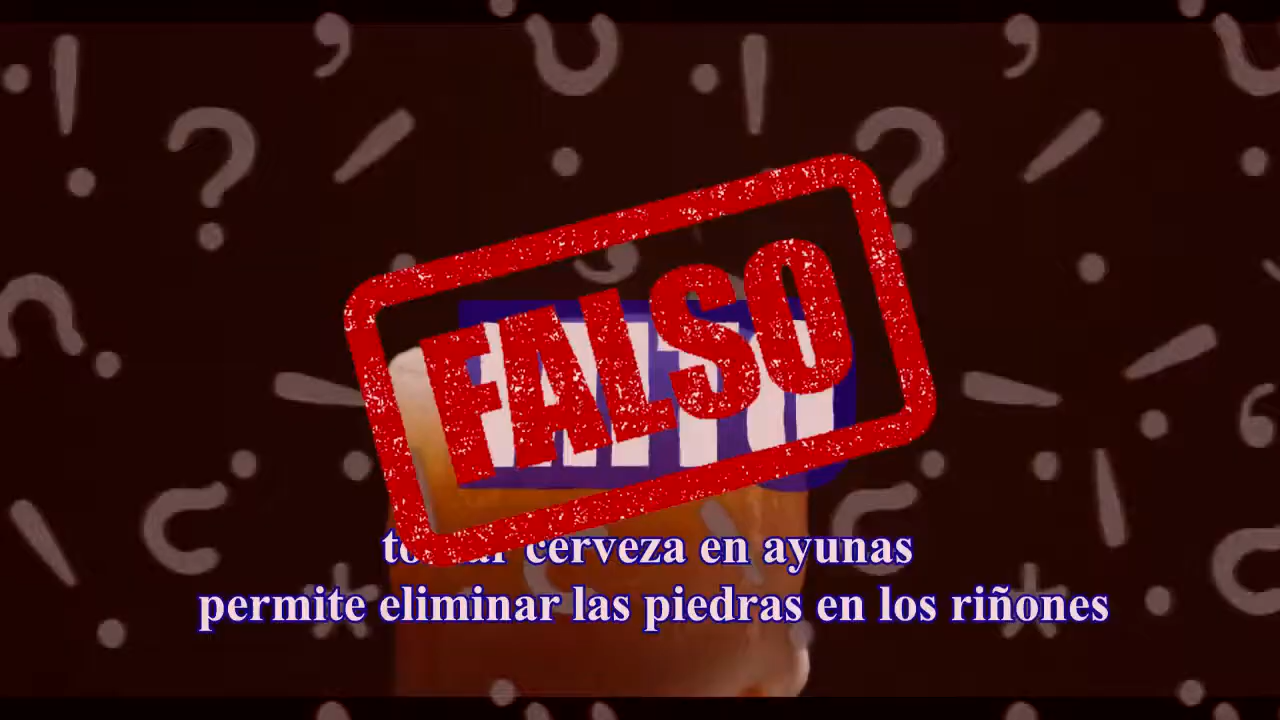 FALSO
cerveza en ayunas
permite eliminar las piedras en los riñones